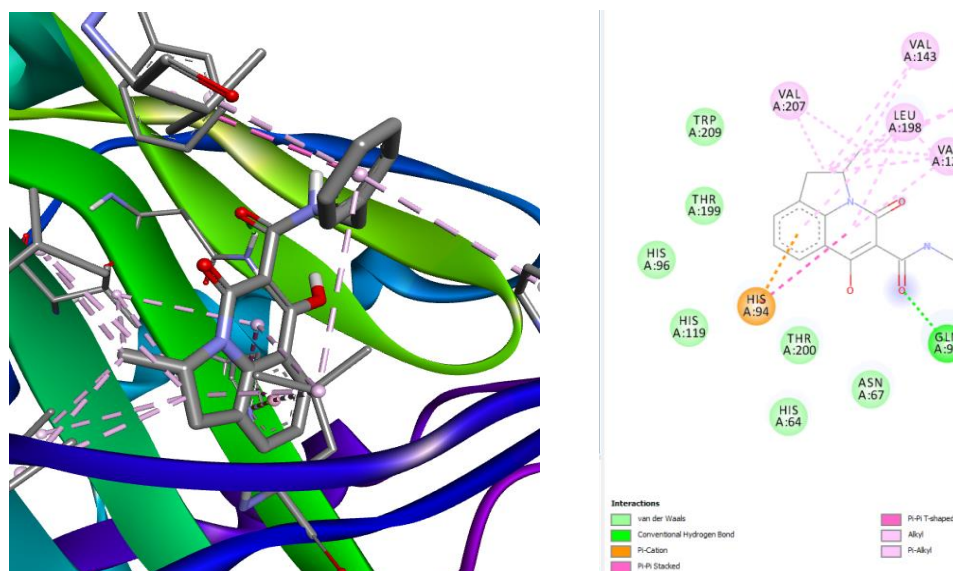 VAL
A:143
VAL
A:207
LEU
A:198
TRP
A:209
THR
A:199
N
O
HIS
A:96
N
O
O
HIS
A:94
HIS
A:119
THR
A:200
ASN
A:67
HIS
A:64
Interactions
van der Waals
Conventional Hydrogen Bond
Pi-Cation
Pi-Pi Stacked
Pi-Pi T-shaped
Alkyl
Pi-Alkyl